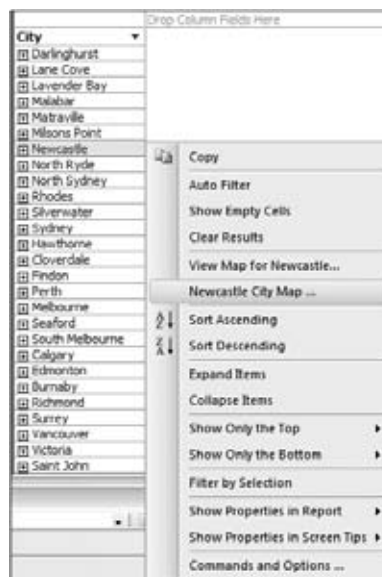 Drop Column Fields Here
City
Darlinghurst
Lane Cove
Lavender Bay
Malabar
Matraville
Milsons Point
Newcastle
North Ryde
North Sydney
Rhodes
Silverwater
Sydney
Hawthorne
Cloverdale
Findon
Perth
Melbourne
Seaford
South Melbourne
Calgary
Edmonton
Burnaby
Richmond
Surrey
Vancouver
Victoria
Saint John
Copy
Auto Filter
Show Empty Cells
Clear Results
View Map for Newcastle...
Newcastle City Map ...
Sort Ascending
Sort Descending
Expand Items
Collapse Items
Show Only the Top
Show Only the Bottom
Filter by Selection
Show Properties in Report
Show Properties in Screen Tips
Commands and Options ...